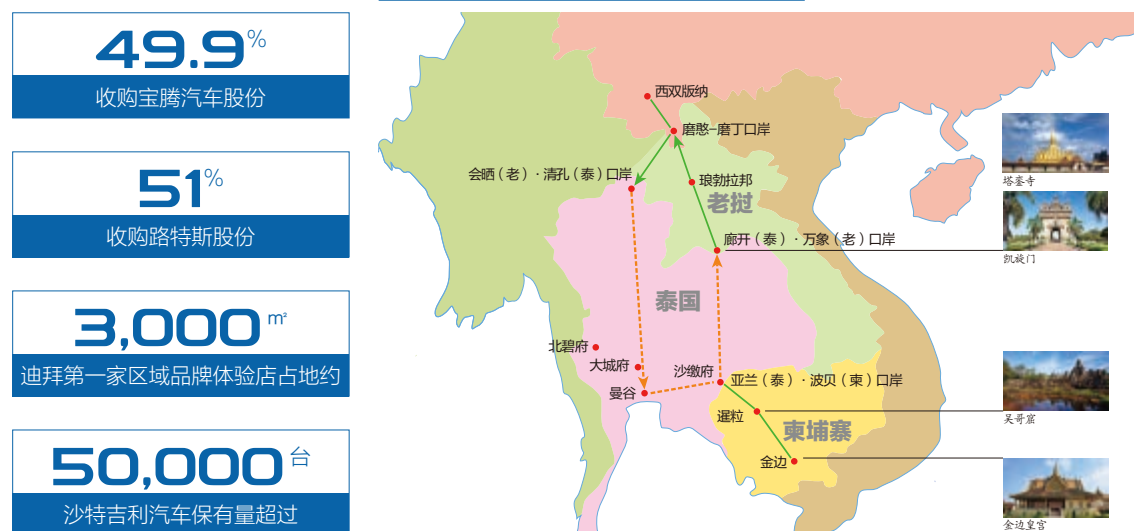 49.9%
收购宝腾汽车股份
51%
收购路特斯股份
3,000㎡
迪拜第一家区域品牌体验店占地约
50,000台
沙特吉利汽车保有量超过
西双版纳
磨憨-磨丁口岸
会晒（老）·清孔（泰）口岸
琅勃拉邦
老挝
廊开（泰）·万象（老）口岸
泰国
北碧府
大城府
曼谷
沙缴府
亚兰（泰）·波贝（柬）口岸
暹粒
柬埔寨
金边
塔銮寺
凯旋门
吴哥窟
金边皇宫